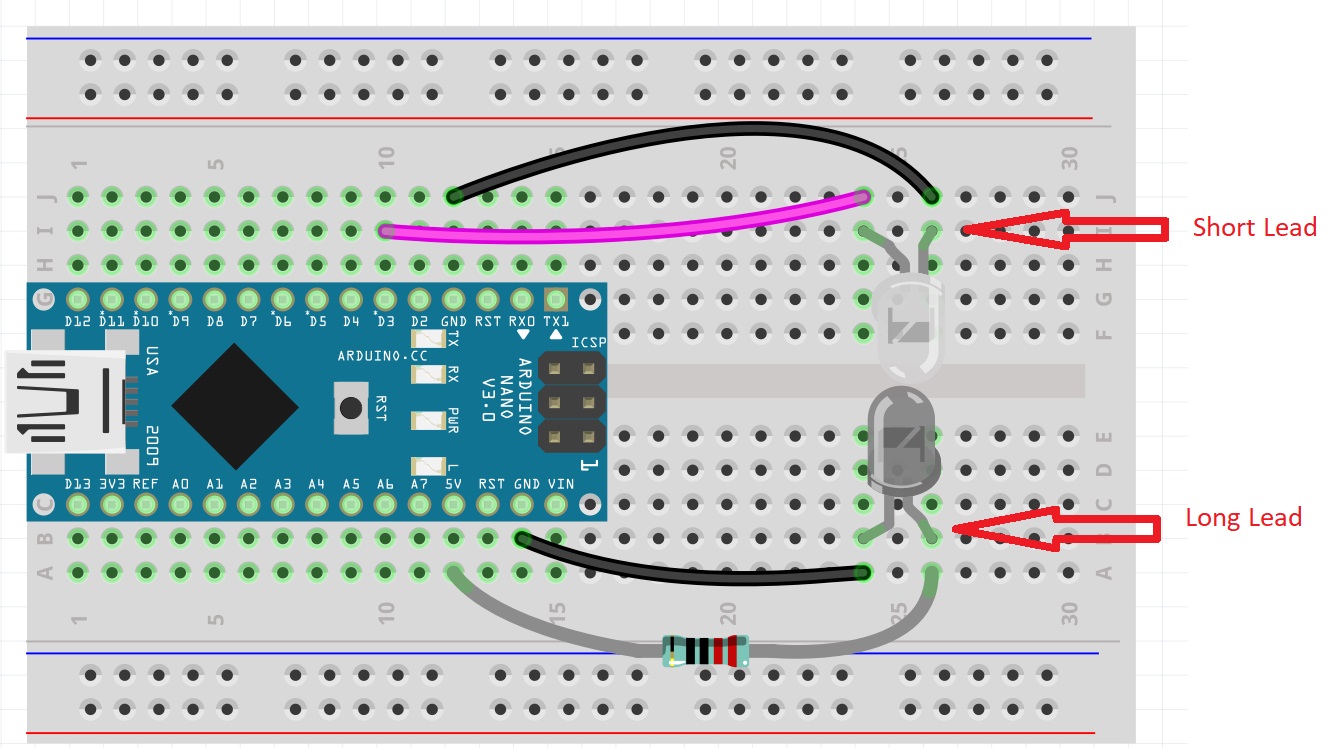 1 5 10 20 30
J J
I
Short Lead
H H
G G
F
D12 *D11 *D10 *D9 D8 D7 *D6 *D5 D4 *D3 D2 GND RST RX0 TX1
ICSP
TX
ARDUINO.CC
RX
USA
ARDUINO
NANO
V3.0
RST
PWR
2009
L
1
E
D
D13 3V3 REF A0 A1 A2 A3 A4 A5 A6 A7 5V RST GND VIN
C C
Long Lead
B
A A
1 5 10 15 20 25 30